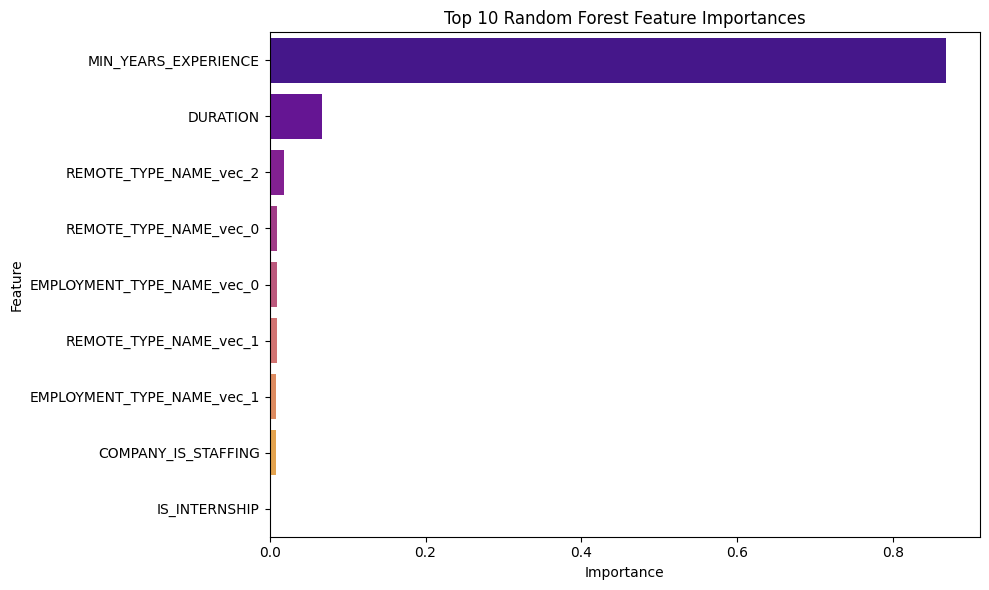 Top 10 Random Forest Feature Importances
MIN_YEARS_EXPERIENCE
DURATION
REMOTE_TYPE_NAME_vec_2
REMOTE_TYPE_NAME_vec_0
EMPLOYMENT_TYPE_NAME_vec_0
REMOTE_TYPE_NAME_vec_1
EMPLOYMENT_TYPE_NAME_vec_1
COMPANY_IS_STAFFING
IS_INTERNSHIP
Feature
0.0 0.2 0.4 0.6 0.8
Importance